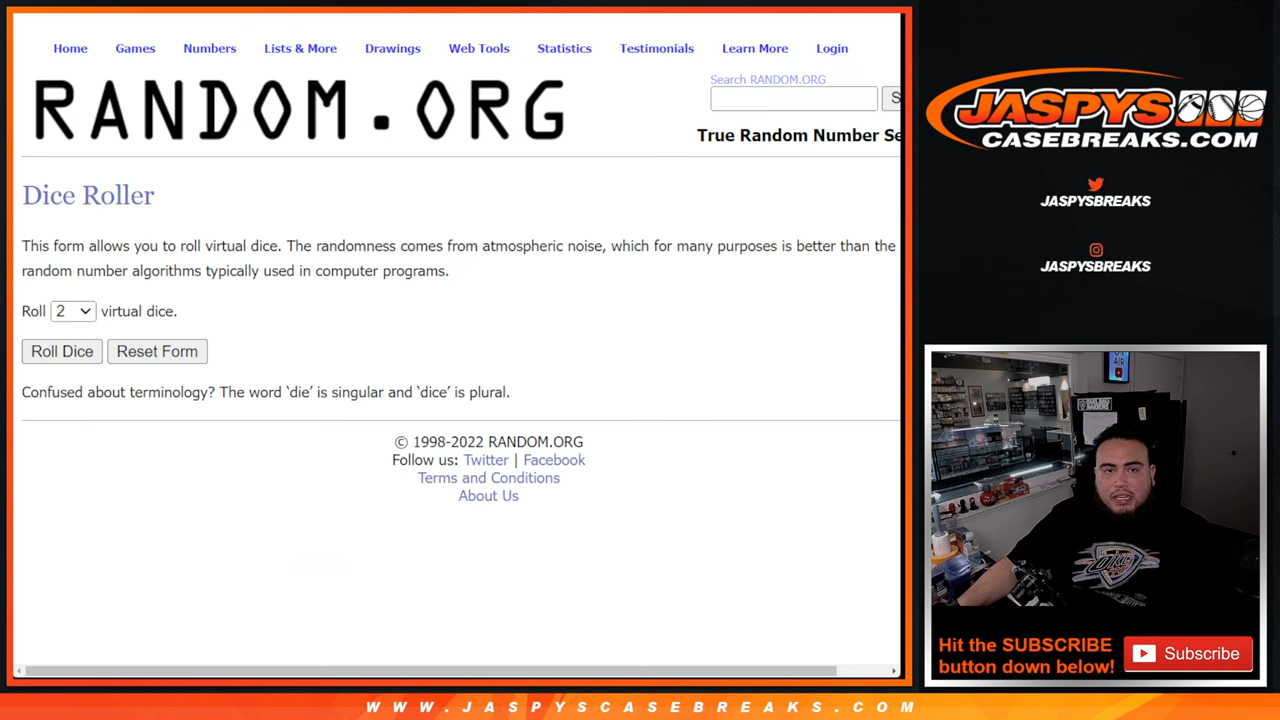 Home Games Numbers Lists & More Drawings Web Tools Statistics Testimonials Learn More Login
RANDOM.ORG
Search RANDOM.ORG
S
True Random Number Se
Dice Roller
This form allows you to roll virtual dice. The randomness comes from atmospheric noise, which for many purposes is better than the
random number algorithms typically used in computer programs.
Roll 2 virtual dice.
Roll Dice Reset Form
Confused about terminology? The word ‘die’ is singular and ‘dice’ is plural.
© 1998-2022 RANDOM.ORG
Follow us: Twitter | Facebook
Terms and Conditions
About Us
JASPYS
CASEBREAKS.COM
JASPYSBREAKS
JASPYSBREAKS
ON
AIR
OKC
Hit the SUBSCRIBE
button down below!
Subscribe
WWW.JASPYSCASEBREAKS.COM